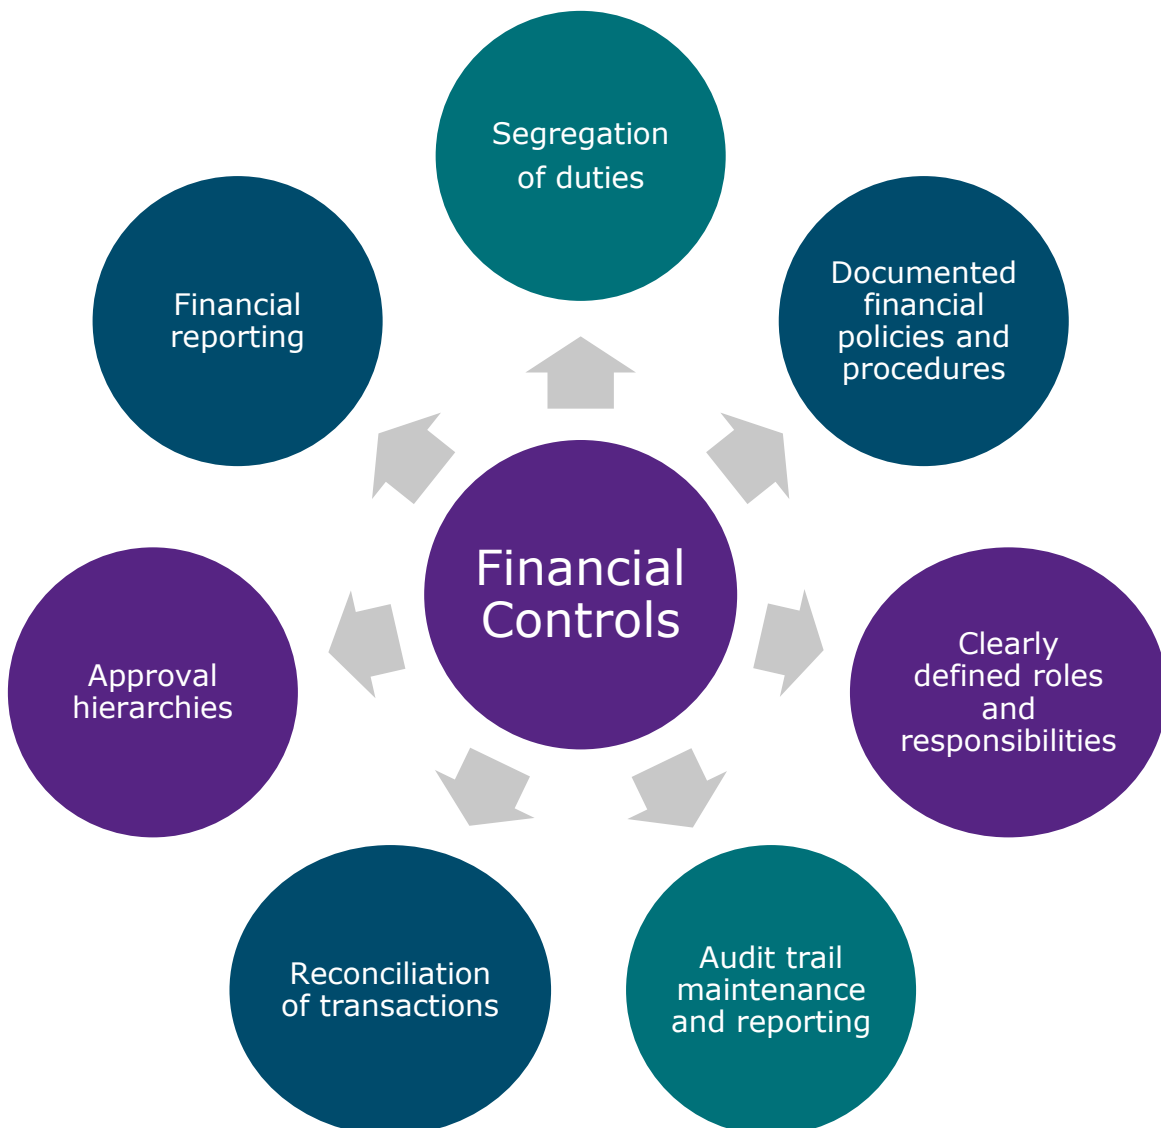 Segregation
of duties
Documented
financial
policies and
procedures
Clearly
defined roles
and
responsibilities
Audit trail
maintenance
and reporting
Reconciliation
of transactions
Approval
hierarchies
Financial
reporting
Financial
Controls